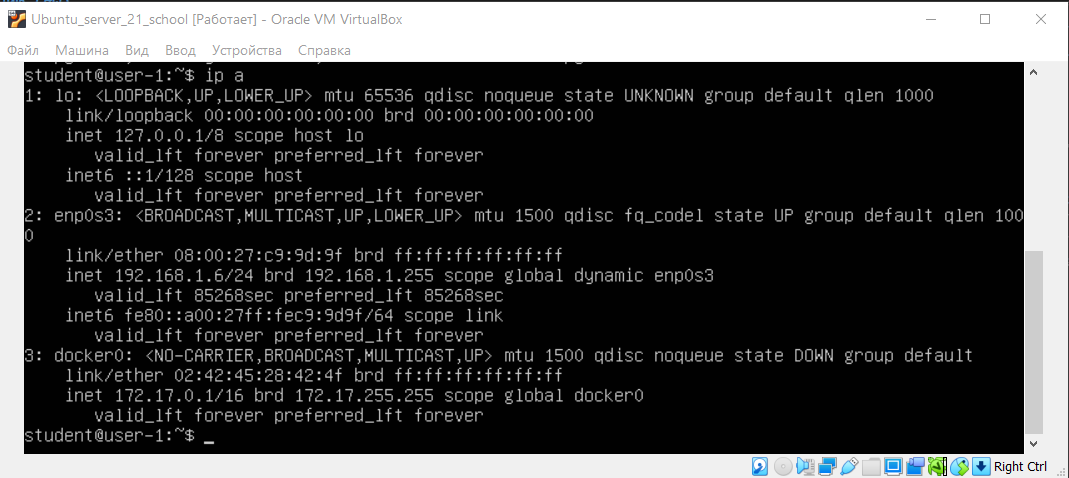 Ubuntu_server_21_school [Работает] - Oracle VM VirtualBox
Файл Машина Вид Ввод Устройства Справка
student@user-1:~$ ip a
1: lo: <LOOPBACK,UP,LOWER_UP> mtu 65536 qdisc noqueue state UNKNOWN group default qlen 1000
    link/loopback 00:00:00:00:00:00 brd 00:00:00:00:00:00
    inet 127.0.0.1/8 scope host lo
       valid_lft forever preferred_lft forever
    inet6 ::1/128 scope host
       valid_lft forever preferred_lft forever
2: enp0s3: <BROADCAST,MULTICAST,UP,LOWER_UP> mtu 1500 qdisc fq_codel state UP group default qlen 100
0
    link/ether 08:00:27:c9:9d:9f brd ff:ff:ff:ff:ff:ff
    inet 192.168.1.6/24 brd 192.168.1.255 scope global dynamic enp0s3
       valid_lft 85268sec preferred_lft 85268sec
    inet6 fe80::a00:27ff:fec9:9d9f/64 scope link
       valid_lft forever preferred_lft forever
3: docker0: <NO-CARRIER,BROADCAST,MULTICAST,UP> mtu 1500 qdisc noqueue state DOWN group default
    link/ether 02:42:45:28:42:4f brd ff:ff:ff:ff:ff:ff
    inet 172.17.0.1/16 brd 172.17.255.255 scope global docker0
       valid_lft forever preferred_lft forever
student@user-1:~$ _
Right Ctrl